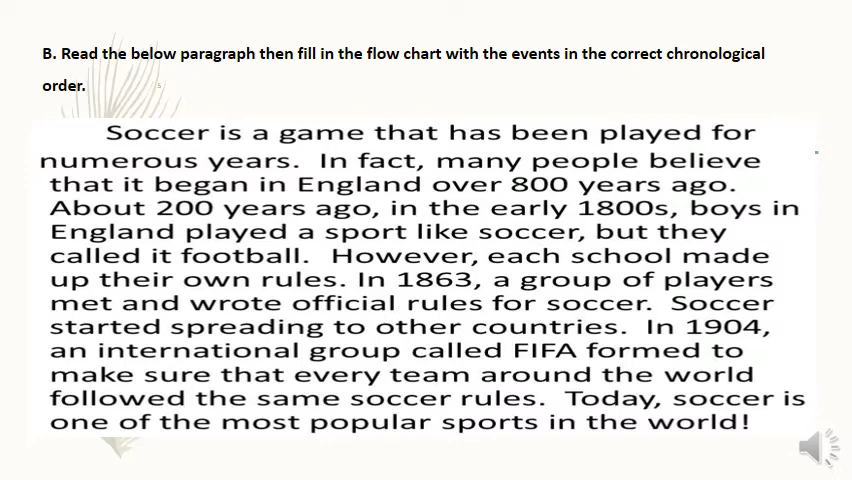 B. Read the below paragraph then fill in the flow chart with the events in the correct chronological
order.
Soccer is a game that has been played for
numerous years. In fact, many people believe
that it began in England over 800 years ago.
About 200 years ago, in the early 1800s, boys in
England played a sport like soccer, but they
called it football. However, each school made
up their own rules. In 1863, a group of players
met and wrote official rules for soccer. Soccer
started spreading to other countries. In 1904,
an international group called FIFA formed to
make sure that every team around the world
followed the same soccer rules. Today, soccer is
one of the most popular sports in the world!